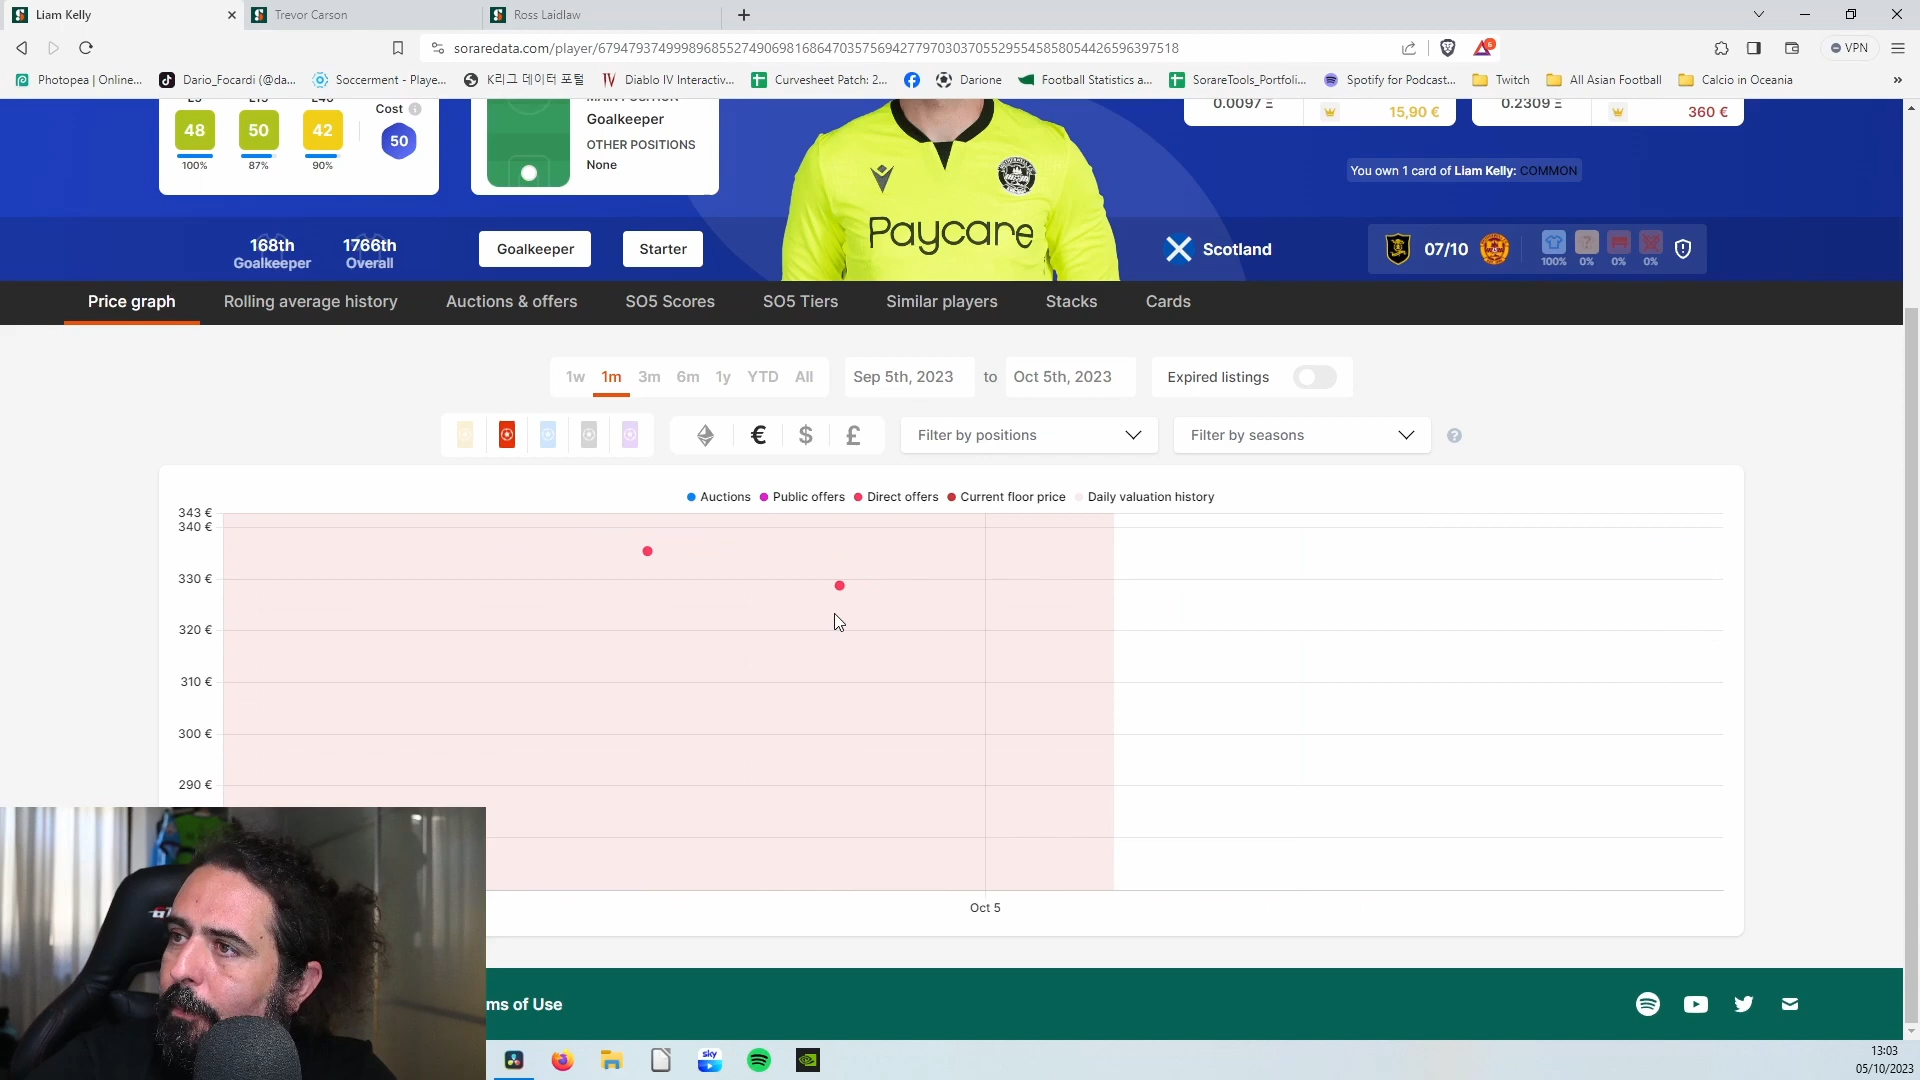 Liam Kelly
Trevor Carson
Ross Laidlaw
soraredata.com/player/67947937499998968552749069816864703575694277970303705529554585805442659639 7518
VPN
Photopea | Online...
Dario_Focardi (@da...
Soccerment - Playe...
K리그 데이터 포털
Diablo IV Interactiv...
Curvesheet Patch: 2...
Darione
Football Statistics a...
SorareTools_Portfoli...
Spotify for Podcast...
Twitch
All Asian Football
Calcio in Oceania
Cost
48
50
42
50
100%
87%
90%
Goalkeeper
OTHER POSITIONS
None
0.0097 Ξ
15,90 €
0.2309 Ξ
360 €
You own 1 card of Liam Kelly: COMMON
Paycare
168th
Goalkeeper
1766th
Overall
Goalkeeper
Starter
Scotland
07/10
100%
0%
0%
0%
Price graph
Rolling average history
Auctions & offers
SO5 Scores
SO5 Tiers
Similar players
Stacks
Cards
1w
1m
3m
6m
1y
YTD
All
Sep 5th, 2023
to
Oct 5th, 2023
Expired listings
€
$
£
Filter by positions
Filter by seasons
Auctions
Public offers
Direct offers
Current floor price
Daily valuation history
343 €
340 €
330 €
320 €
310 €
300 €
290 €
Oct 5
ms of Use
sky
13:03
05/10/2023